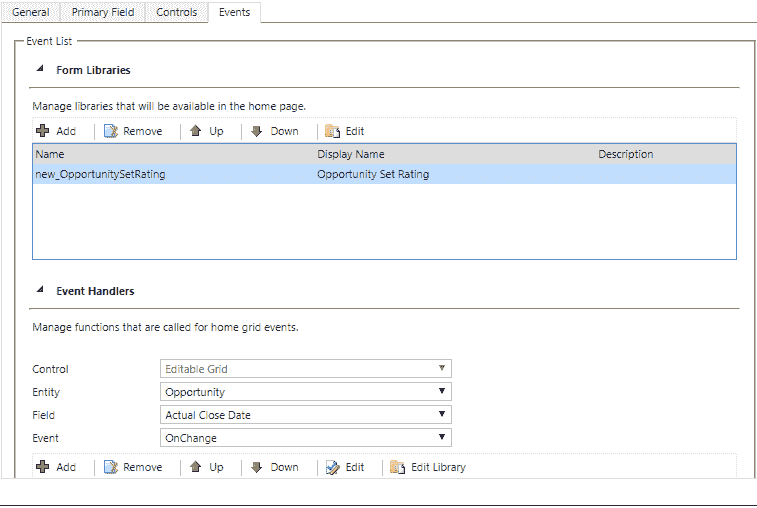 General Primary Field Controls Events
Event List
Form Libraries
Manage libraries that will be available in the home page.
Add Remove Up Down Edit
Name Display Name Description
new_OpportunitySetRating Opportunity Set Rating
Event Handlers
Manage functions that are called for home grid events.
Control Editable Grid
Entity Opportunity
Field Actual Close Date
Event OnChange
Add Remove Up Down Edit Edit Library